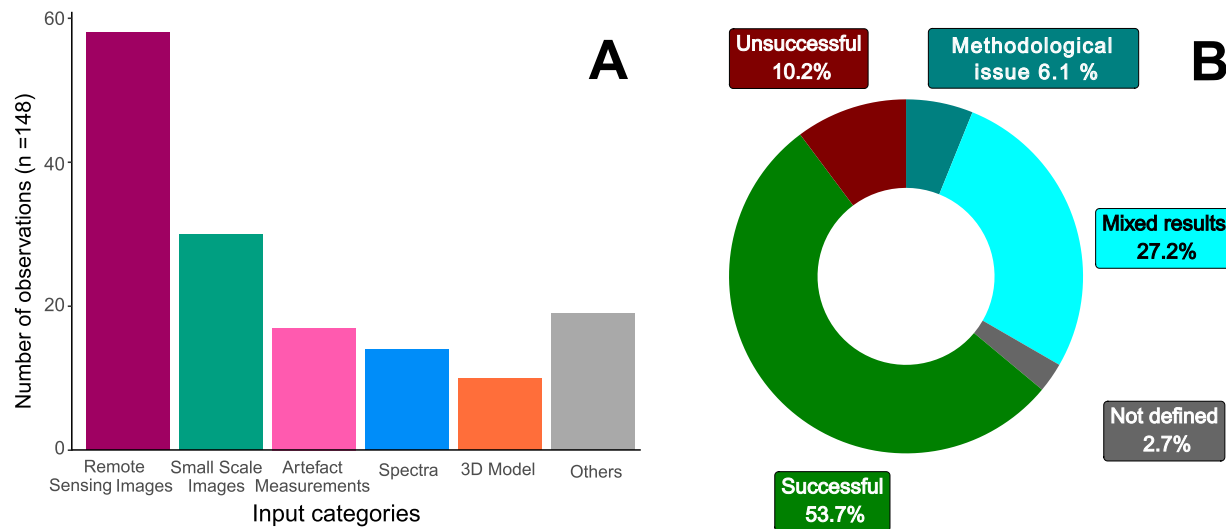 A
Number of observations (n =148)
60
40
20
0
Remote
Sensing Images
Small Scale
Images
Artefact
Measurements
Spectra
3D Model
Others
Input categories
B
Unsuccessful
10.2%
Methodological
issue 6.1 %
Mixed results
27.2%
Not defined
2.7%
Successful
53.7%